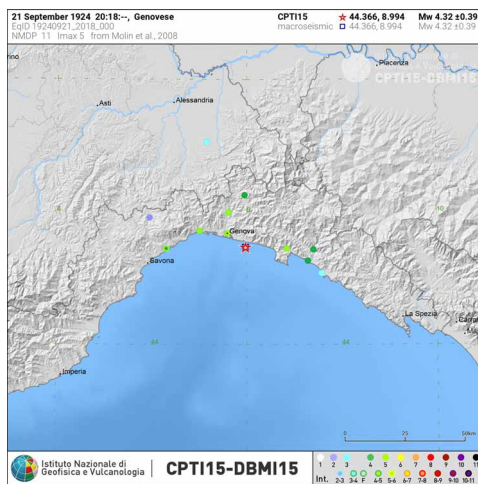 21 September 1924 20:18:--, Genovese
CPTI15 44.366, 8.994 Mw 4.32 ±0.39
EqID 19240921_2018_000
macroseismic 44.366, 8.994 Mw 4.32 ±0.39
NMDP 11 Imax 5 from Molin et al., 2008
Piacenza
CPTI15-DBMI15
Asti
Alessandria
10
Genova
Savona
La Spezia
44
44
Imperia
0 25 50km
Istituto Nazionale di
Geofisica e Vulcanologia
CPTI15-DBMI15
1 2 3 4 5 6 7 8 9 10 11
Int. 2-3 3-4 F 4-5 5-6 6-7 7-8 8-9 9-10 10-11